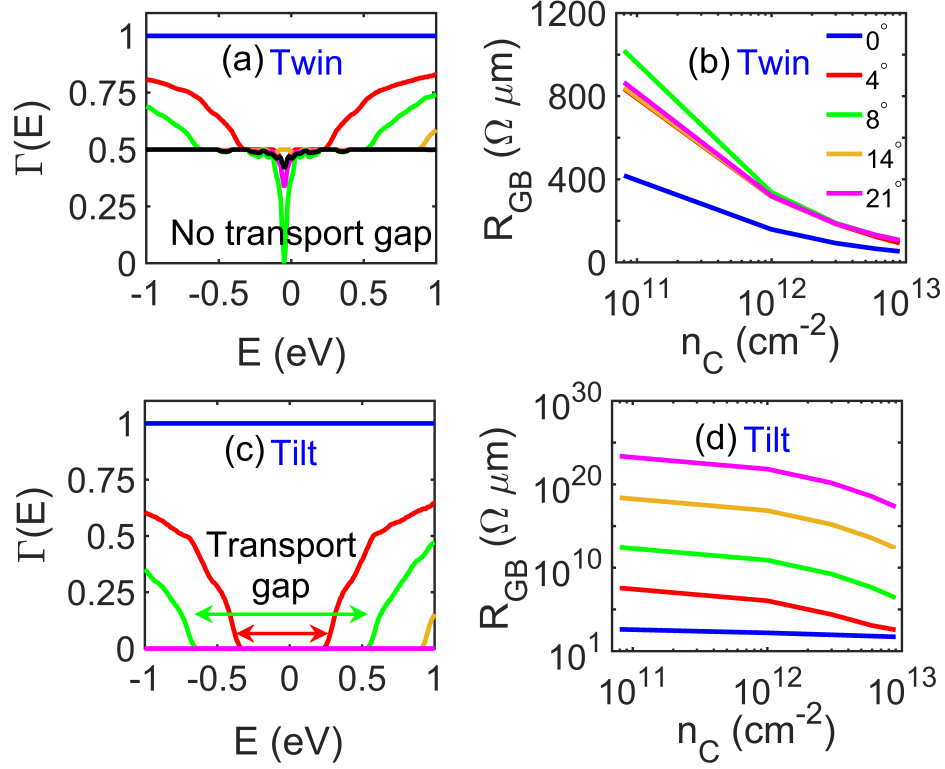 (a) Twin
No transport gap
Γ(E)
1
0.75
0.5
0.25
0
-1 -0.5 0 0.5 1
E (eV)
(b) Twin
0°
4°
8°
14°
21°
R_GB (Ω μm)
1200
800
400
0
10^11 10^12 10^13
n_C (cm^-2)
(c) Tilt
Transport
gap
Γ(E)
1
0.75
0.5
0.25
0
-1 -0.5 0 0.5 1
E (eV)
(d) Tilt
R_GB (Ω μm)
10^30
10^20
10^10
10^1
10^11 10^12 10^13
n_C (cm^-2)